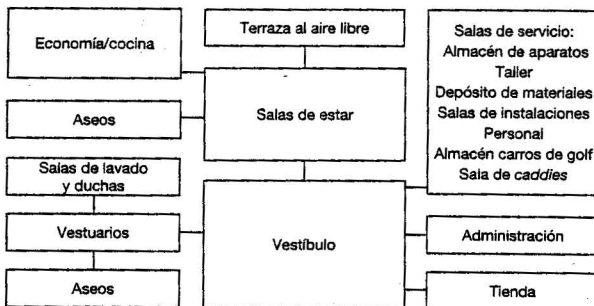 Economía/cocina
Terraza al aire libre
Salas de servicio:
Almacén de aparatos
Taller
Depósito de materiales
Salas de instalaciones
Personal
Almacén carros de golf
Sala de caddies
Aseos
Salas de estar
Salas de lavado
y duchas
Vestuarios
Vestíbulo
Administración
Aseos
Tienda